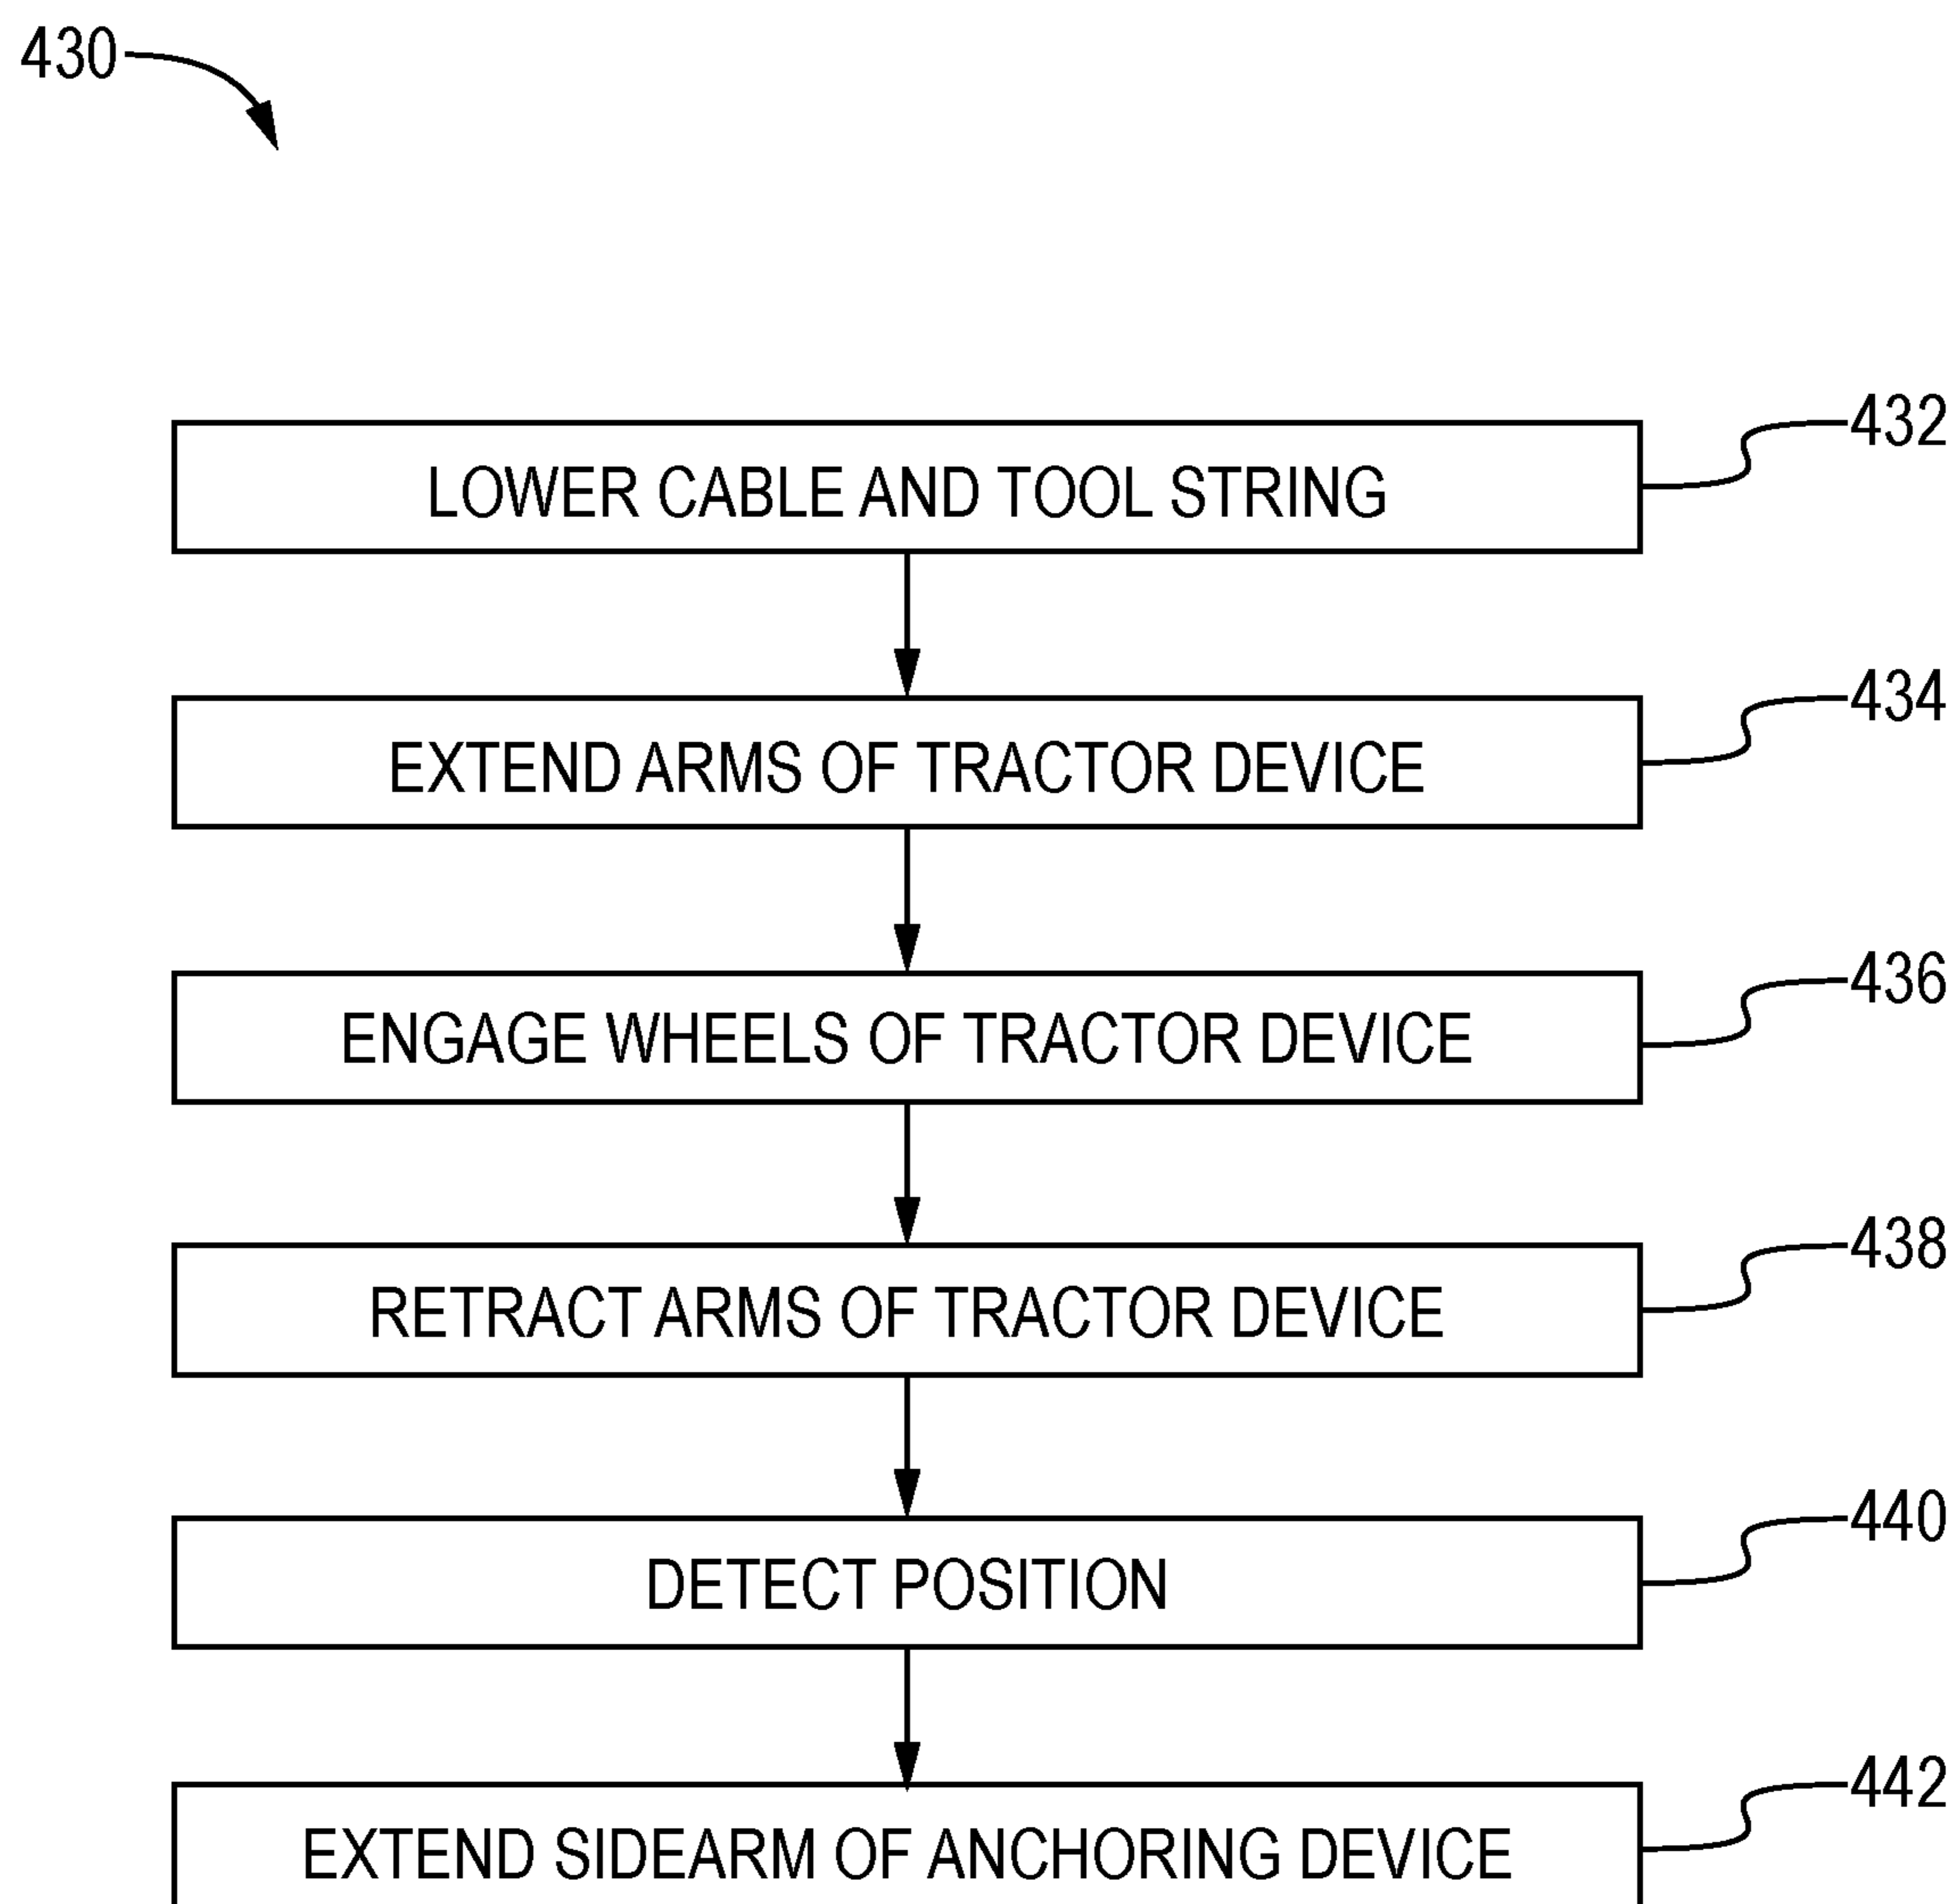 430
432
LOWER CABLE AND TOOL STRING
434
EXTEND ARMS OF TRACTOR DEVICE
436
ENGAGE WHEELS OF TRACTOR DEVICE
438
RETRACT ARMS OF TRACTOR DEVICE
440
DETECT POSITION
442
EXTEND SIDEARM OF ANCHORING DEVICE